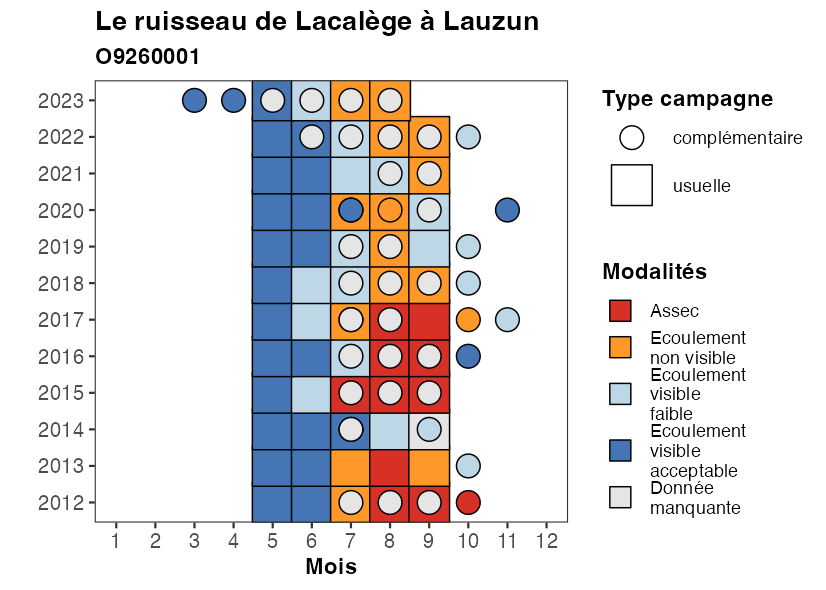 Le ruisseau de Lacalège à Lauzun
O9260001
2023
2022
2021
2020
2019
2018
2017
2016
2015
2014
2013
2012
1 2 3 4 5 6 7 8 9 10 11 12
Mois
Type campagne
complémentaire
usuelle
Modalités
Assec
Ecoulement
non visible
Ecoulement
visible
faible
Ecoulement
visible
acceptable
Donnée
manquante